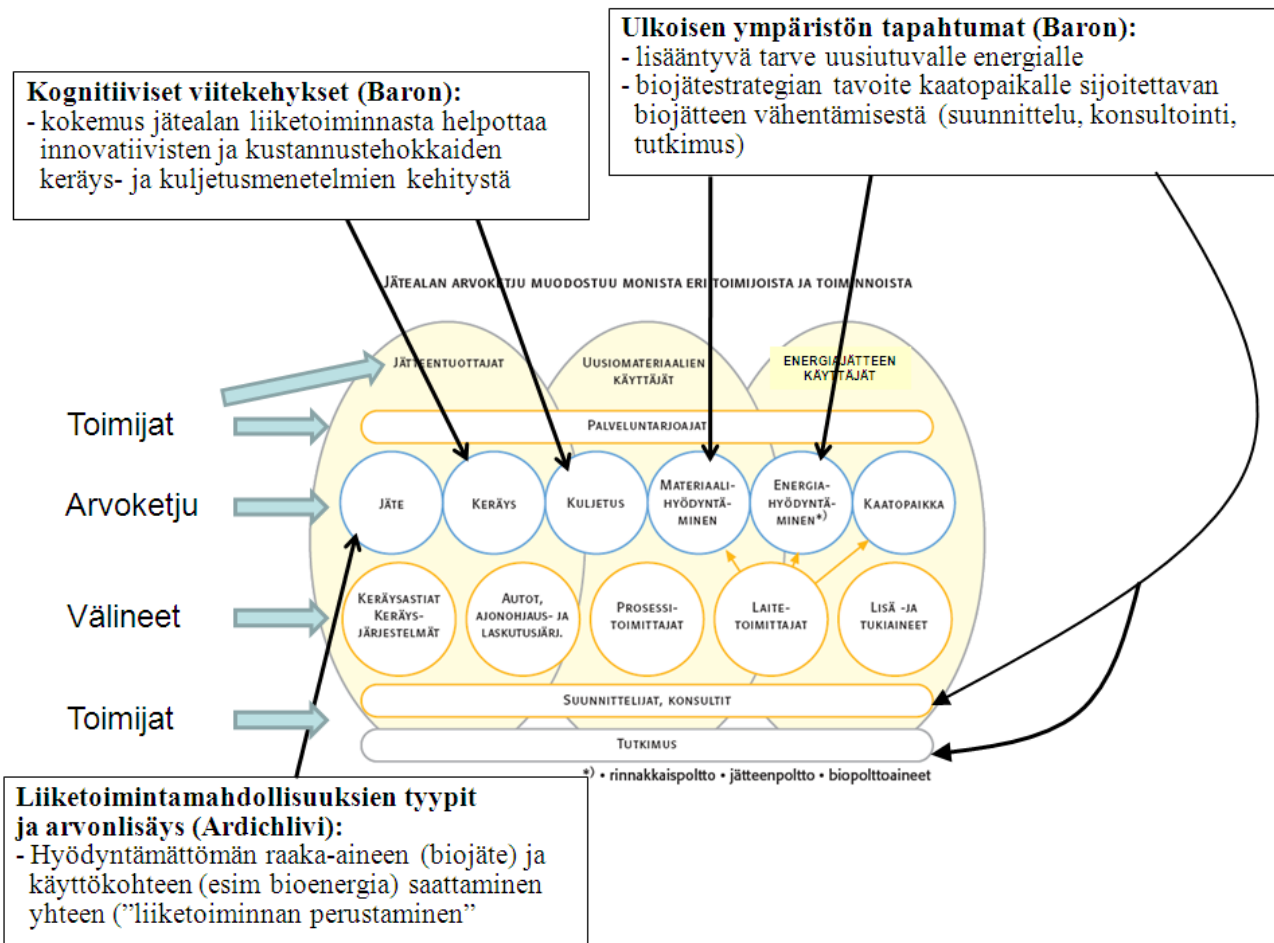 Ulkoisen ympäristön tapahtumat (Baron):
- lisääntyvä tarve uusiutuvalle energialle
- biojätestrategian tavoite kaatopaikalle sijoitettavan
biojätteen vähentämisestä (suunnittelu, konsultointi,
tutkimus)
Kognitiiviset viitekehykset (Baron):
- kokemus jätealan liiketoiminnasta helpottaa
innovatiivisten ja kustannustehokkaiden
keräys- ja kuljetusmenetelmien kehitystä
JÄTEALAN ARVOKETJU MUODOSTUU MONISTA ERI TOIMIJOISTA JA TOIMINNOISTA
JÄTTEENTUOTTAJAT
UUSIOMATERIAALIEN
KÄYTTÄJÄT
ENERGIAJÄTTEEN
KÄYTTÄJÄT
Toimijat
PALVELUNTARJOAJAT
Arvoketju
JÄTE
KERÄYS
KULJETUS
MATERIAALI-
HYÖDYNTÄ-
MINEN
ENERGIA-
HYÖDYNTÄ-
MINEN*)
KAATOPAIKKA
Välineet
KERÄYSASTIAT
KERÄYS-
JÄRJESTELMÄT
AUTOT,
AJONOHJAUS- JA
LASKUTUSJÄRJ.
PROSESSI-
TOIMITTAJAT
LAITE-
TOIMITTAJAT
LISÄ -JA
TUKIAINEET
Toimijat
SUUNNITTELIJAT, KONSULTIT
TUTKIMUS
*) • rinnakkaispoltto • jätteenpoltto • biopolttoaineet
Liiketoimintamahdollisuuksien tyypit
ja arvonlisäys (Ardichlivi):
- Hyödyntämättömän raaka-aineen (biojäte) ja
käyttökohteen (esim bioenergia) saattaminen
yhteen (”liiketoiminnan perustaminen”